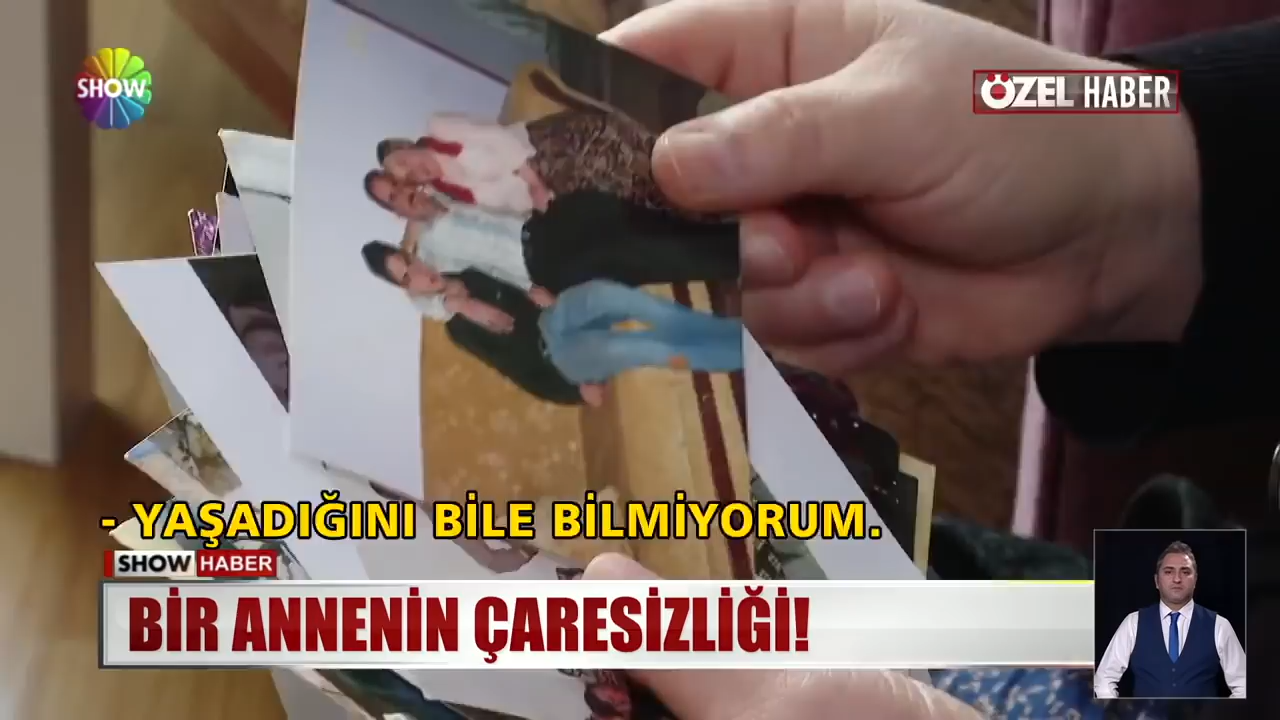 SHOW
ÖZEL HABER
- YAŞADIĞINI BİLE BİLMİYORUM.
SHOW HABER
BİR ANNENİN ÇARESİZLİĞİ!